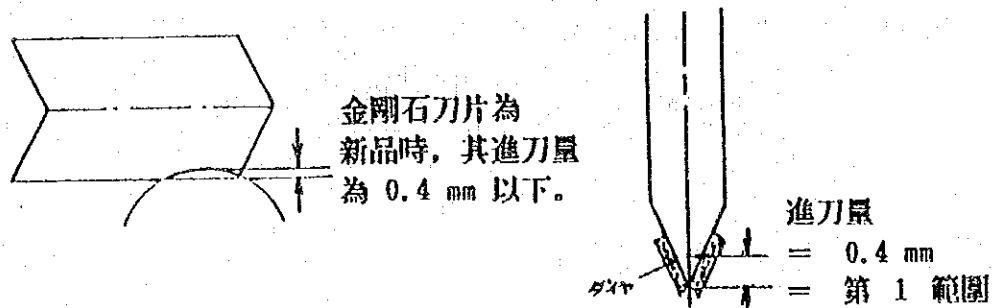 金剛石刀片為
新品時，其進刀量
為 0.4 mm 以下。
進刀量
= 0.4 mm
= 第 1 範圍
ダイヤ